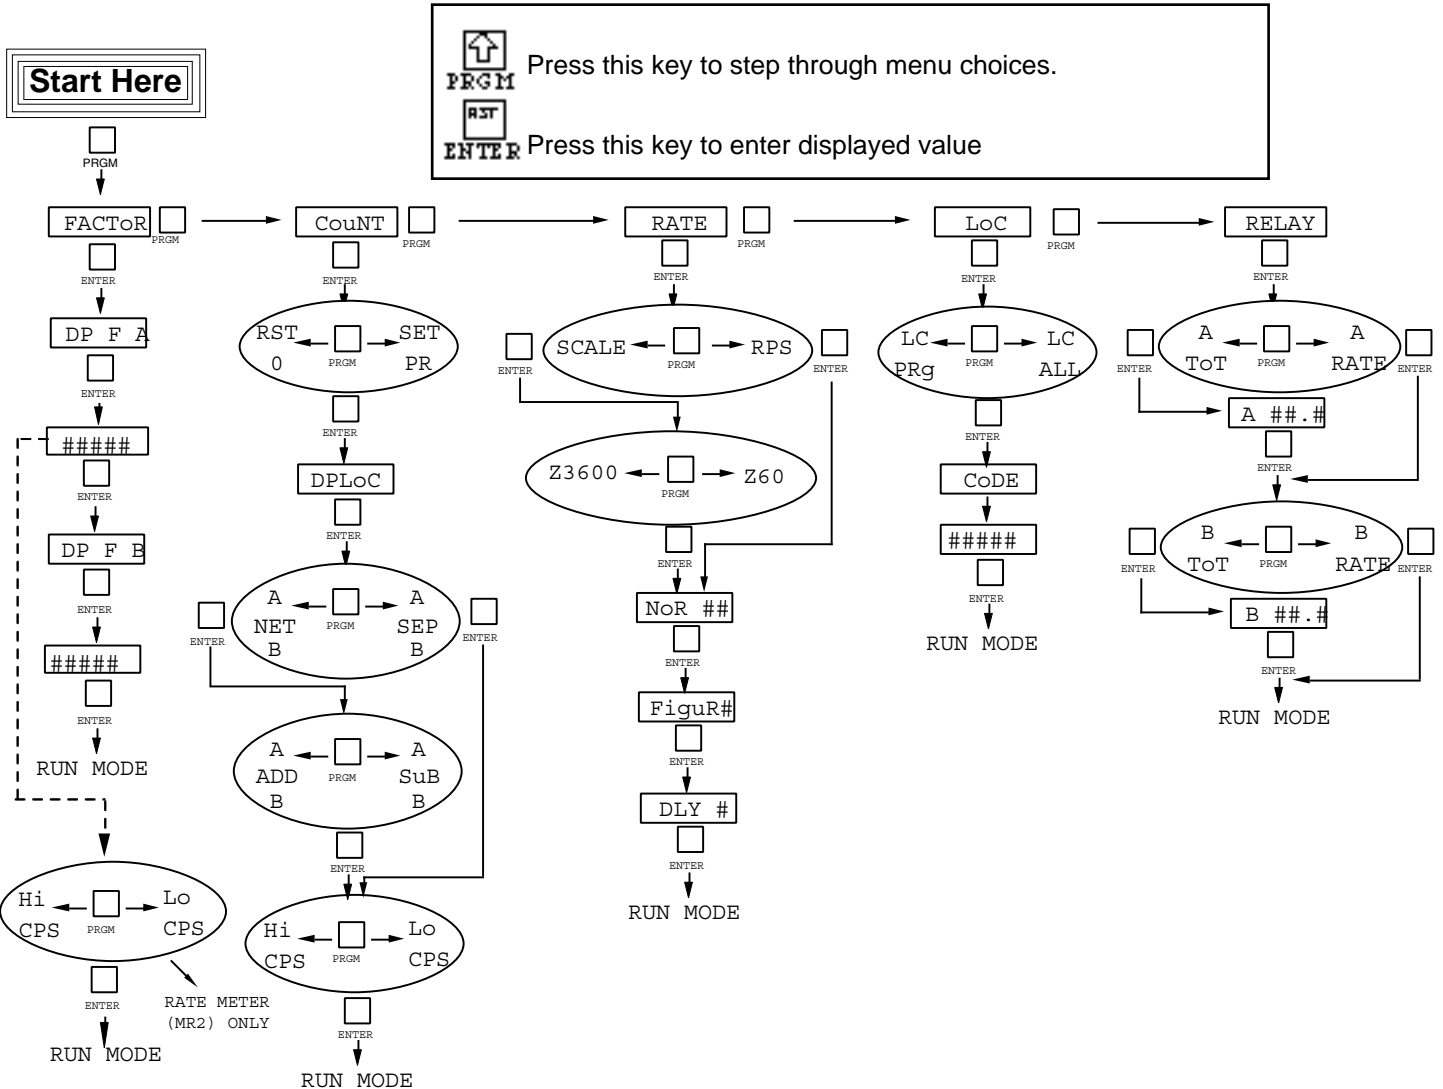 Start Here
PRGM
Press this key to step through menu choices.
PRGM
RST
ENTER
Press this key to enter displayed value
FACToR
PRGM
ENTER
DP F A
ENTER
#####
ENTER
DP F B
ENTER
#####
ENTER
RUN MODE
Hi
CPS
PRGM
Lo
CPS
ENTER
RATE METER
(MR2) ONLY
RUN MODE
CouNT
PRGM
ENTER
RST
0
PRGM
SET
PR
ENTER
DPLoC
ENTER
A
NET
B
PRGM
A
SEP
B
ENTER
ENTER
A
ADD
B
PRGM
A
SuB
B
ENTER
Hi
CPS
PRGM
Lo
CPS
ENTER
RUN MODE
RATE
PRGM
ENTER
SCALE
PRGM
RPS
ENTER
ENTER
Z3600
PRGM
Z60
ENTER
NoR ##
ENTER
FiguR#
ENTER
DLY #
ENTER
RUN MODE
LoC
PRGM
ENTER
LC
PRg
PRGM
LC
ALL
ENTER
CoDE
#####
ENTER
RUN MODE
RELAY
ENTER
A
ToT
PRGM
A
RATE
ENTER
ENTER
A ##.#
ENTER
B
ToT
PRGM
B
RATE
ENTER
ENTER
B ##.#
ENTER
RUN MODE